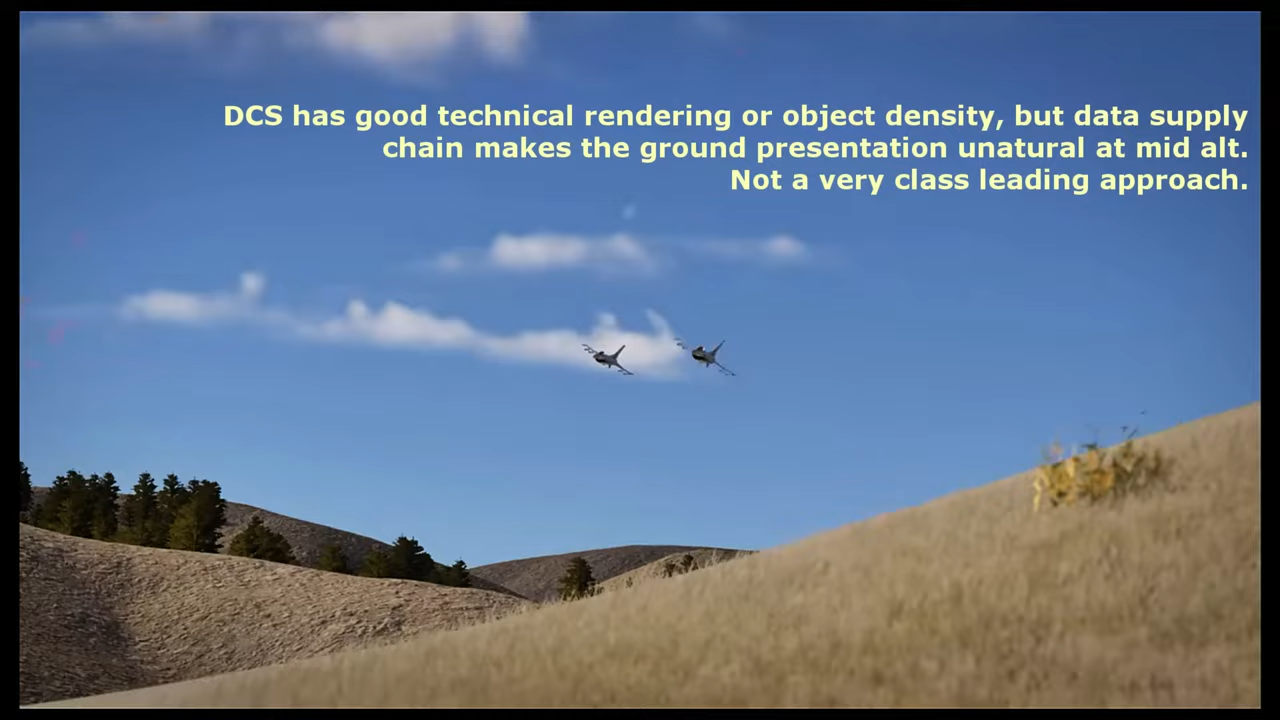 DCS has good technical rendering or object density, but data supply
chain makes the ground presentation unnatural at mid alt.
Not a very class leading approach.